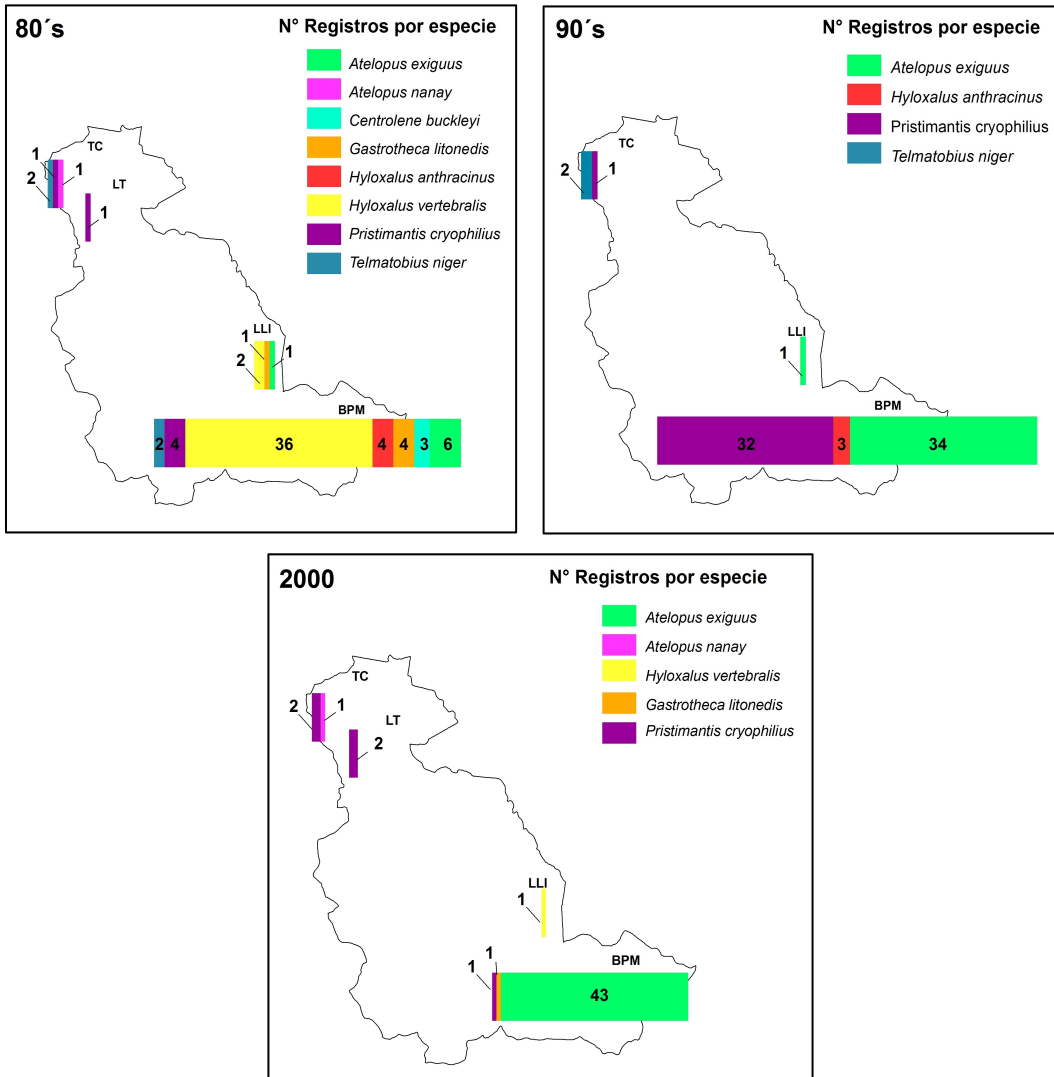 80´s
N° Registros por especie
Atelopus exiguus
Atelopus nanay
Centrolene buckleyi
Gastrotheca litonedis
Hyloxalus anthracinus
Hyloxalus vertebralis
Pristimantis cryophilius
Telmatobius niger
TC
1
2
1
LT
1
LLI
1
2
1
BPM
2 4 36 4 4 3 6
90´s
N° Registros por especie
Atelopus exiguus
Hyloxalus anthracinus
Pristimantis cryophilius
Telmatobius niger
TC
2
1
LLI
1
BPM
32 3 34
2000
N° Registros por especie
Atelopus exiguus
Atelopus nanay
Hyloxalus vertebralis
Gastrotheca litonedis
Pristimantis cryophilius
TC
2
1
LT
2
LLI
1
BPM
1
1
43